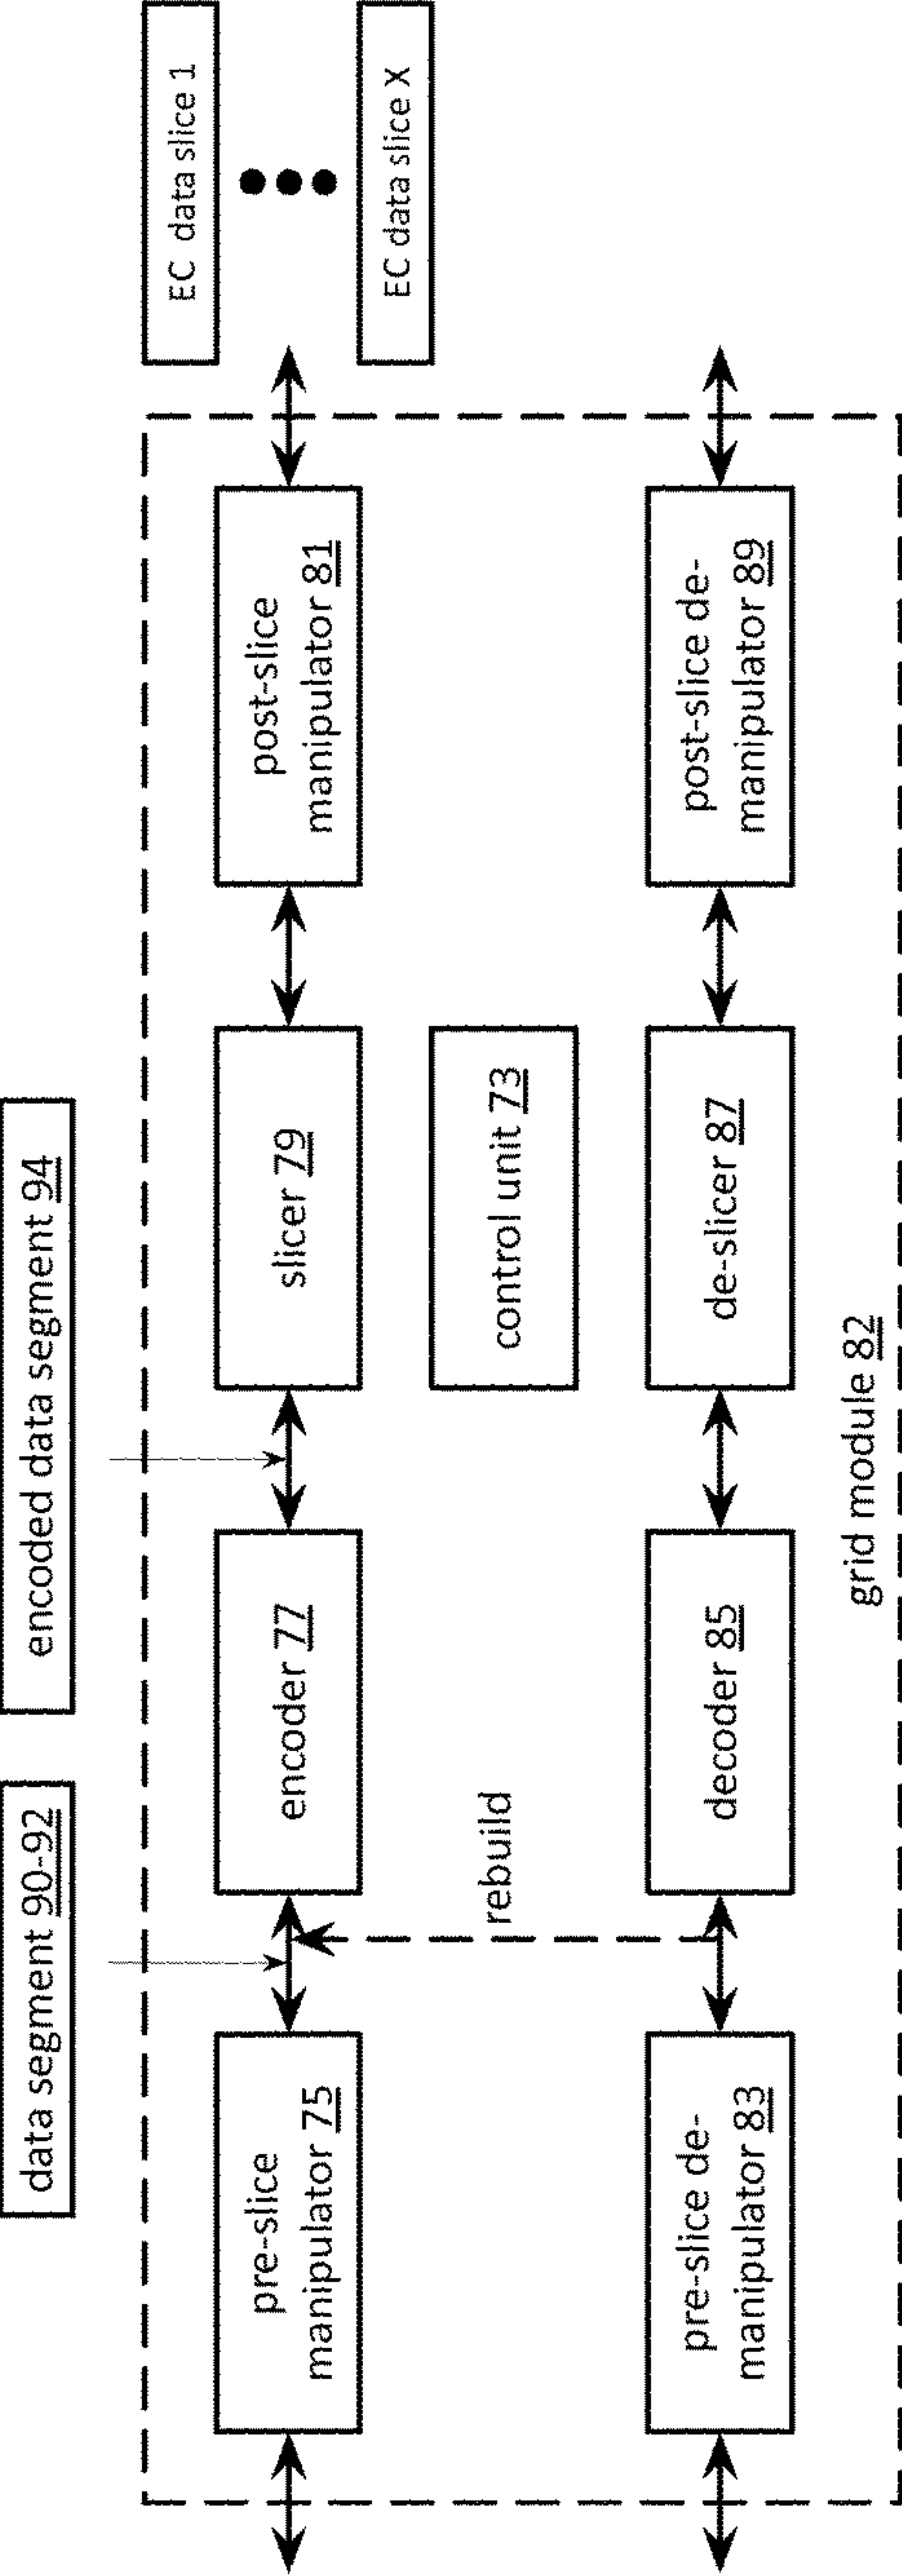 data segment 90-92
encoded data segment 94
pre-slice
manipulator 75
encoder 77
slicer 79
post-slice
manipulator 81
EC  data slice 1
EC data slice X
rebuild
control unit 73
pre-slice de-
manipulator 83
decoder 85
de-slicer 87
post-slice de-
manipulator 89
grid module 82